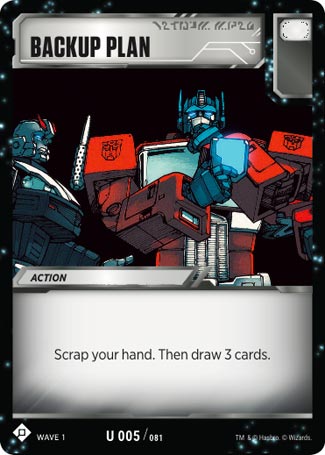 BACKUP PLAN
ACTION
Scrap your hand. Then draw 3 cards.
WAVE 1 U 005 / 081 TM & © Hasbro. © Wizards.